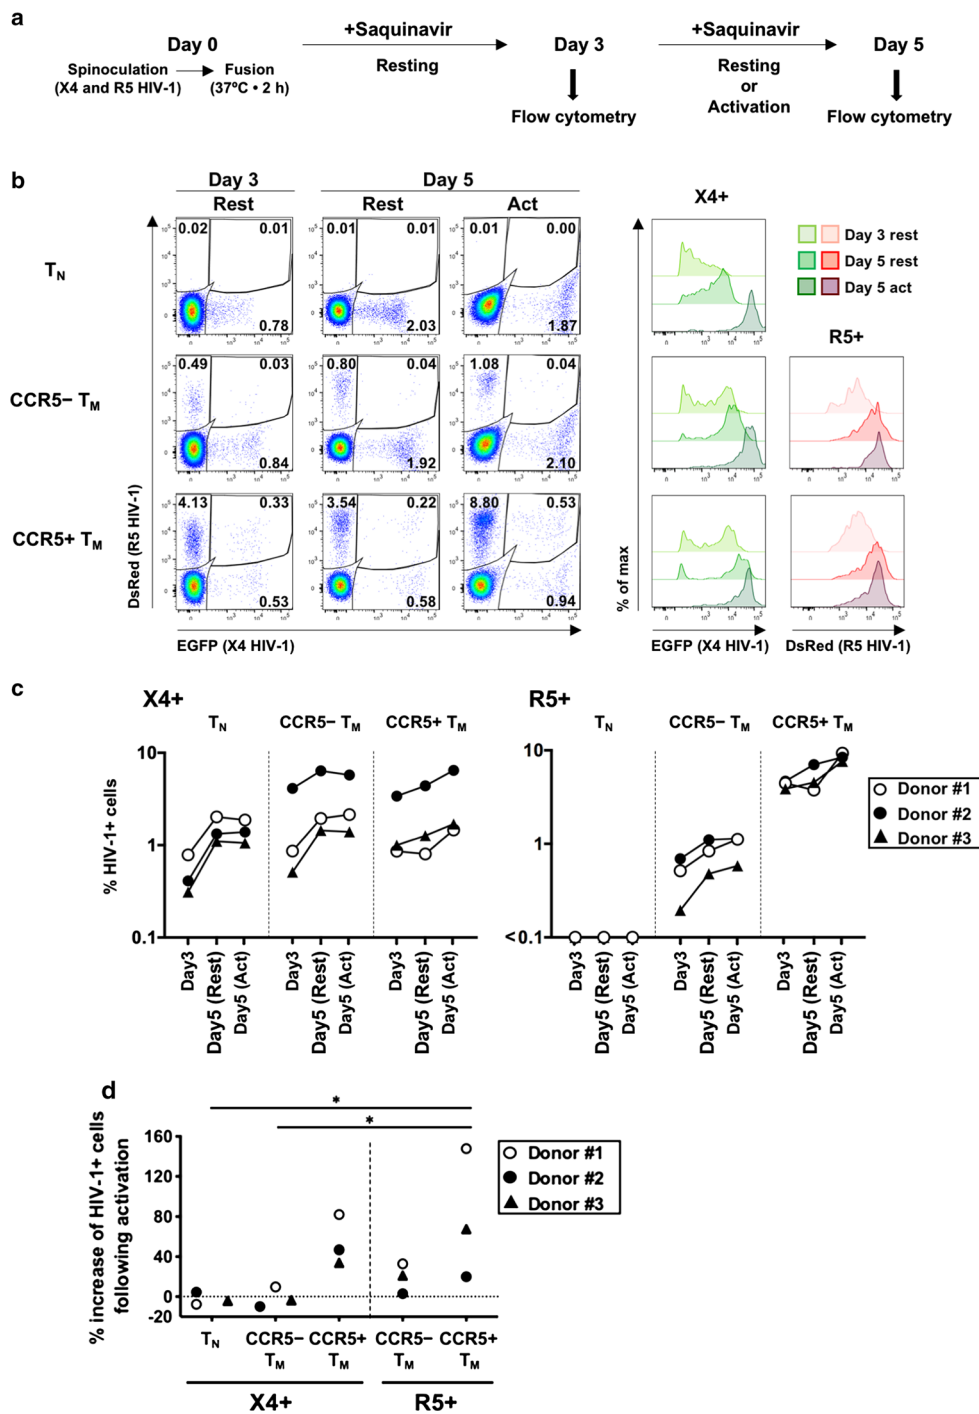 a
Day 0
+Saquinavir
Day 3
+Saquinavir
Day 5
Spinoculation
(X4 and R5 HIV-1)
Fusion
(37°C • 2 h)
Resting
Resting
or
Activation
Flow cytometry
Flow cytometry
b
Day 3
Day 5
Rest
Rest
Act
X4+
Day 3 rest
Day 5 rest
Day 5 act
R5+
TN
0.02 0.01
0.78
0.01 0.01
2.03
0.01 0.00
1.87
CCR5− TM
0.49 0.03
0.84
0.80 0.04
1.92
1.08 0.04
2.10
CCR5+ TM
4.13 0.33
0.53
3.54 0.22
0.58
8.80 0.53
0.94
DsRed (R5 HIV-1)
EGFP (X4 HIV-1)
% of max
EGFP (X4 HIV-1)
DsRed (R5 HIV-1)
c
X4+
TN
CCR5− TM
CCR5+ TM
% HIV-1+ cells
10
1
0.1
Day3
Day5 (Rest)
Day5 (Act)
Day3
Day5 (Rest)
Day5 (Act)
Day3
Day5 (Rest)
Day5 (Act)
R5+
TN
CCR5− TM
CCR5+ TM
10
1
<0.1
Day3
Day5 (Rest)
Day5 (Act)
Day3
Day5 (Rest)
Day5 (Act)
Day3
Day5 (Rest)
Day5 (Act)
Donor #1
Donor #2
Donor #3
d
*
*
% increase of HIV-1+ cells
following activation
160
120
80
40
0
-20
TN
CCR5−
TM
CCR5+
TM
CCR5−
TM
CCR5+
TM
X4+
R5+
Donor #1
Donor #2
Donor #3